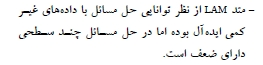 - متد LAM از نظر توانایی حل مسائل با داده‌های غیر
کمی ایده‌آل بوده اما در حل مسائل چند سطحی
دارای ضعف است.